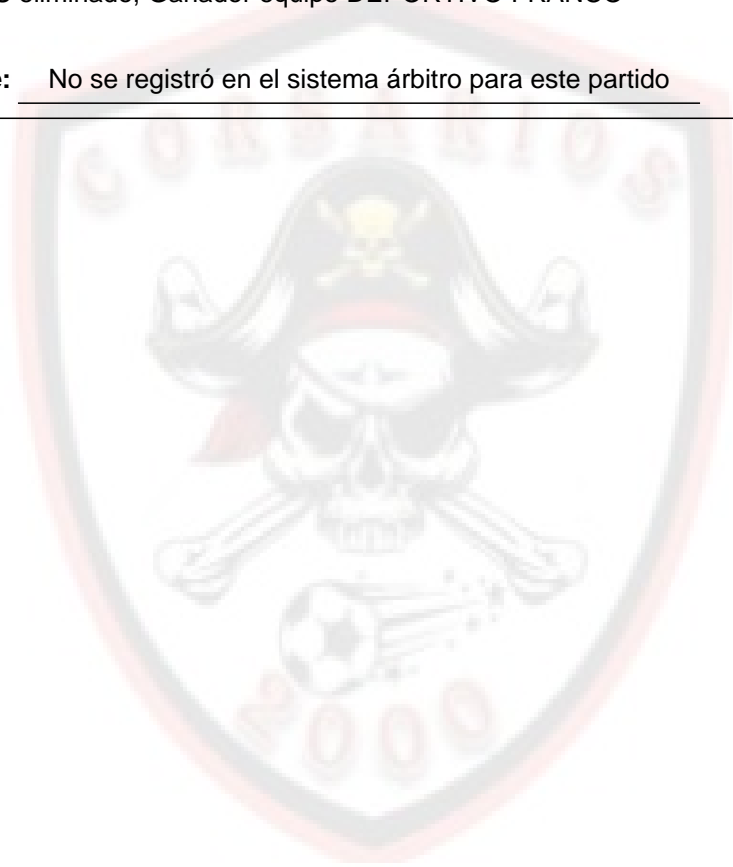 eliminado, Ganador equipo DEPORTIVO FRANCO
e: No se registró en el sistema árbitro para este partido
CORSARIOS
2000